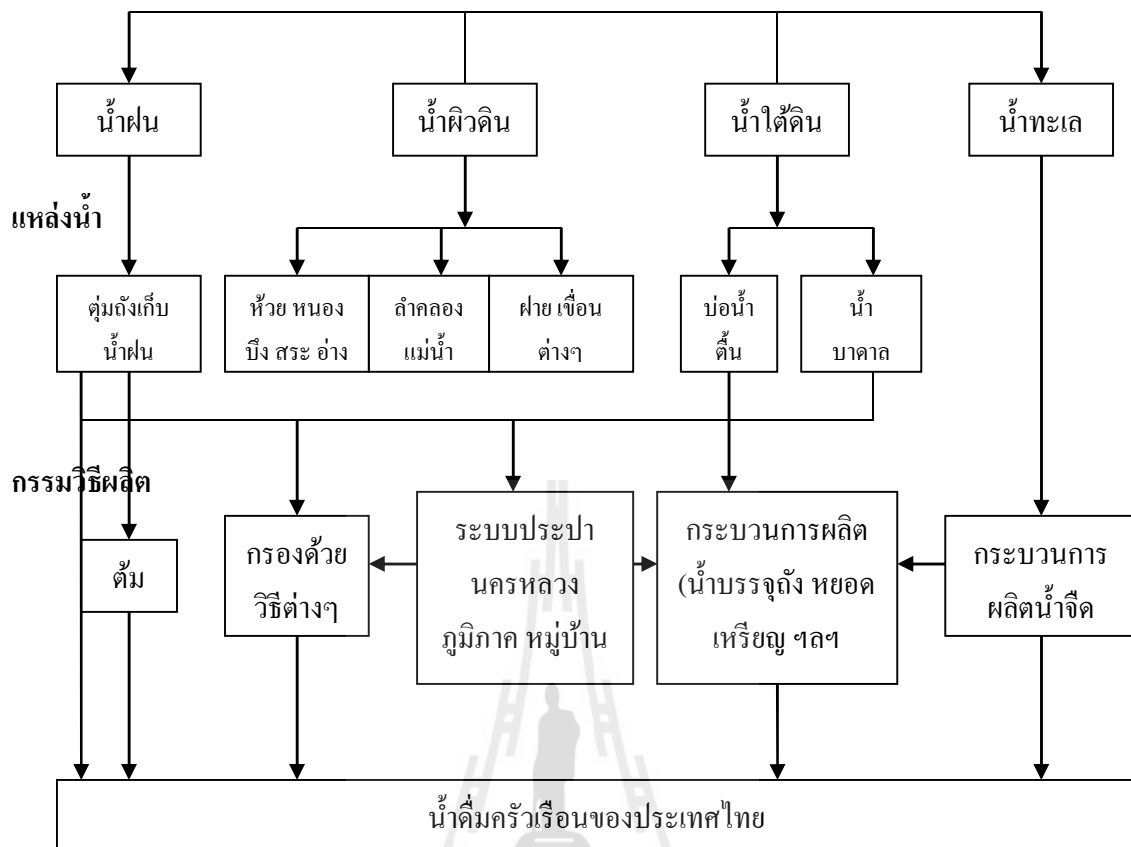 น้ำฝน
น้ำผิวดิน
น้ำใต้ดิน
น้ำทะเล
แหล่งน้ำ
ตุ่มถังเก็บ
น้ำฝน
ห้วย หนอง
บึง สระ อ่าง
ลำคลอง
แม่น้ำ
ฝาย เขื่อน
ต่างๆ
บ่อน้ำ
ตื้น
น้ำ
บาดาล
กรรมวิธีผลิต
ต้ม
กรองด้วย
วิธีต่างๆ
ระบบประปา
นครหลวง
ภูมิภาค หมู่บ้าน
กระบวนการผลิต
(น้ำบรรจุถัง หยอด
เหรียญ ฯลฯ
กระบวนการ
ผลิตน้ำจืด
น้ำดื่มครัวเรือนของประเทศไทย